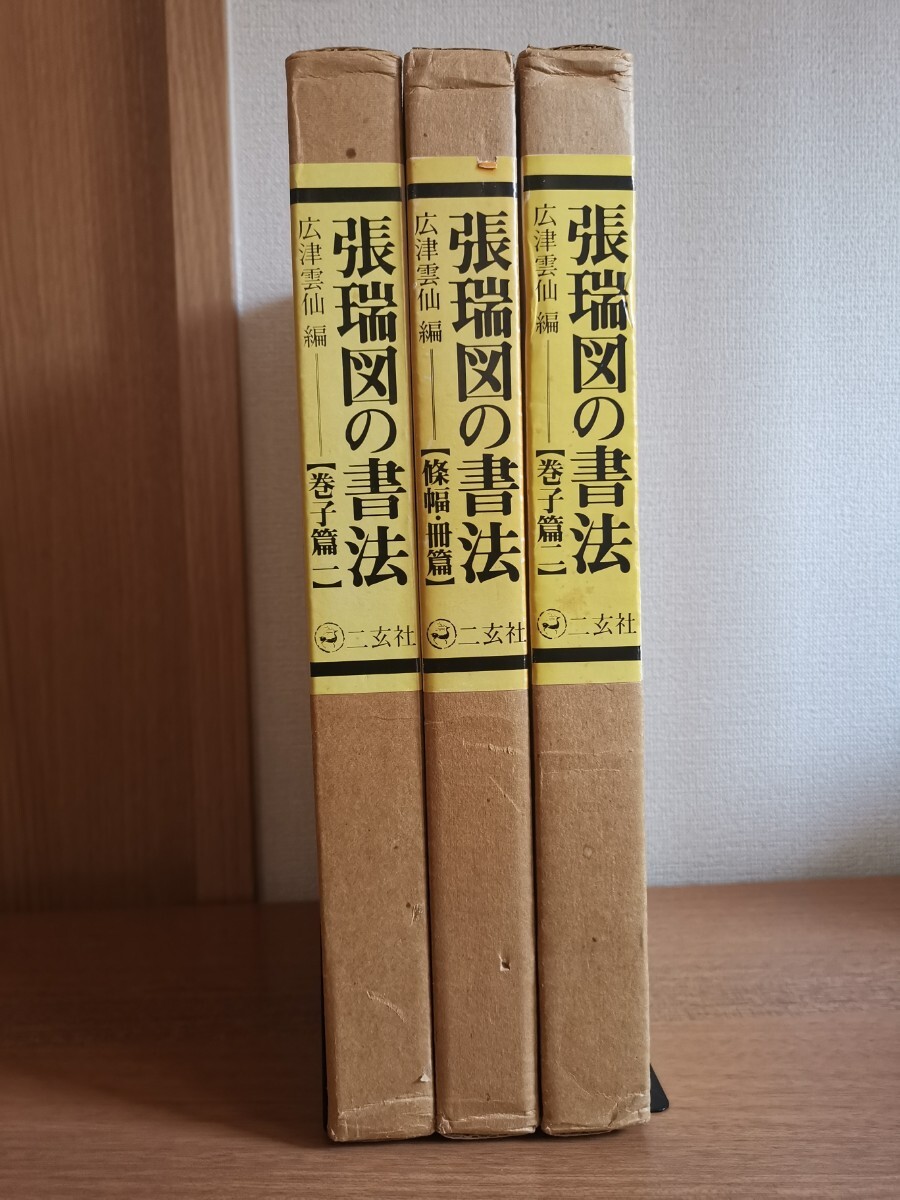 張瑞図の書法
広津雲仙 編
【巻子篇一】
二玄社
張瑞図の書法
広津雲仙 編
【條幅・冊篇】
二玄社
張瑞図の書法
広津雲仙 編
【巻子篇二】
二玄社